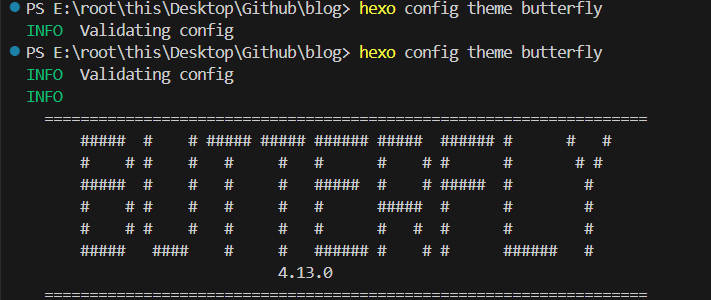 PS E:\root\this\Desktop\Github\blog> hexo config theme butterfly
INFO  Validating config
PS E:\root\this\Desktop\Github\blog> hexo config theme butterfly
INFO  Validating config
INFO
===================================================================
    #####  #    # ##### ##### ###### #####  ###### #      #   #
    #    # #    #   #     #   #      #    # #      #       # #
    #####  #    #   #     #   #####  #    # #####  #        #
    #    # #    #   #     #   #      #####  #      #        #
    #    # #    #   #     #   #      #   #  #      #        #
    #####   ####    #     #   ###### #    # #      ######   #
                          4.13.0
===================================================================